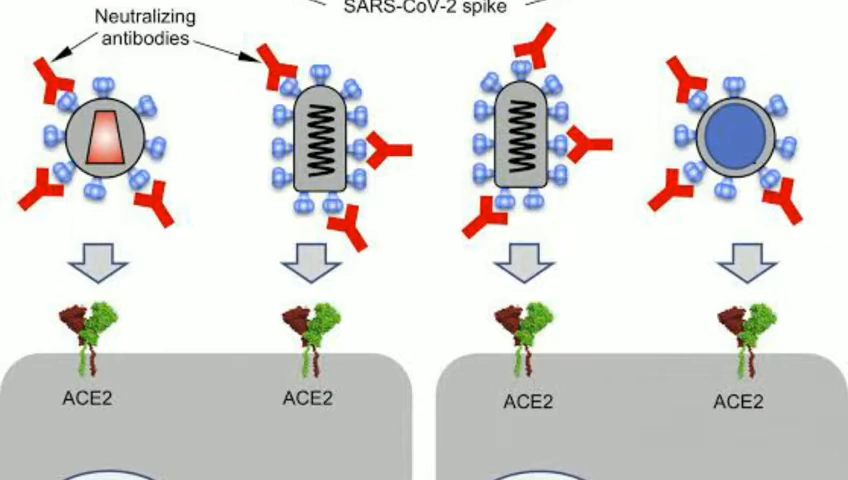 SARS-CoV-2 spike
Neutralizing
antibodies
ACE2
ACE2
ACE2
ACE2